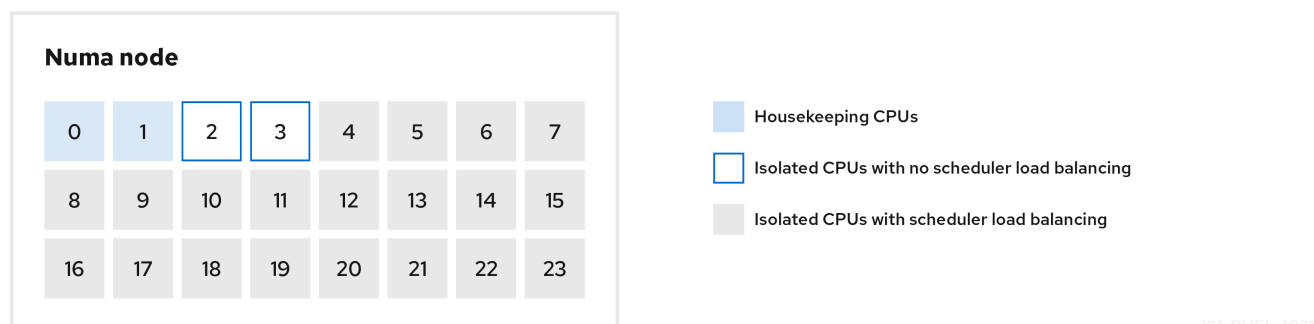 Numa node
0 1 2 3 4 5 6 7
8 9 10 11 12 13 14 15
16 17 18 19 20 21 22 23
Housekeeping CPUs
Isolated CPUs with no scheduler load balancing
Isolated CPUs with scheduler load balancing